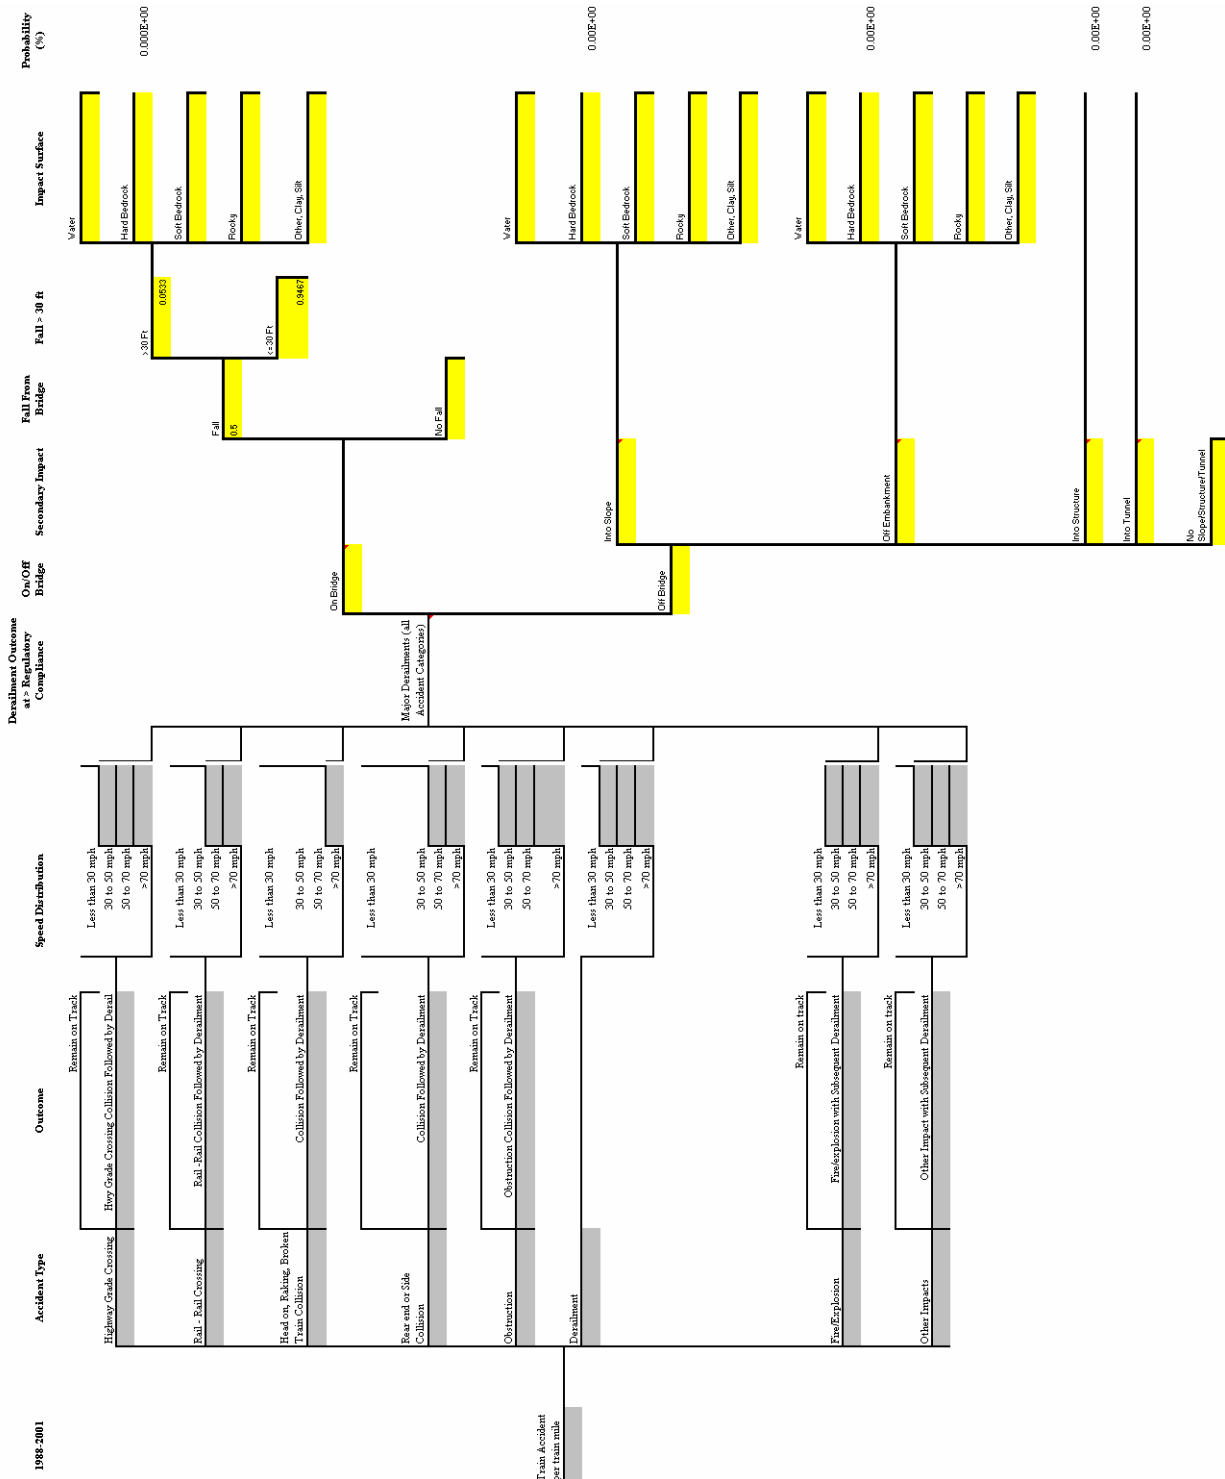 1988-2001
Accident Type
Outcome
Speed Distribution
Derailment Outcome
at > Regulatory
Compliance
On/Off
Bridge
Secondary Impact
Fall From
Bridge
Fall > 30 ft
Impact Surface
Probability
(%)
Train Accident
per train mile
Highway Grade Crossing
Remain on Track
Hwy Grade Crossing Collision Followed by Derail
Less than 30 mph
30 to 50 mph
50 to 70 mph
>70 mph
Rail - Rail Crossing
Remain on Track
Rail -Rail Collision Followed by Derailment
Less than 30 mph
30 to 50 mph
50 to 70 mph
>70 mph
Head on, Raking, Broken
Train Collision
Remain on Track
Collision Followed by Derailment
Less than 30 mph
30 to 50 mph
50 to 70 mph
>70 mph
Rear end or Side
Collision
Remain on Track
Collision Followed by Derailment
Less than 30 mph
30 to 50 mph
50 to 70 mph
>70 mph
Obstruction
Remain on Track
Obstruction Collision Followed by Derailment
Less than 30 mph
30 to 50 mph
50 to 70 mph
>70 mph
Derailment
Less than 30 mph
30 to 50 mph
50 to 70 mph
>70 mph
Fire/Explosion
Remain on track
Fire/explosion with Subsequent Derailment
Less than 30 mph
30 to 50 mph
50 to 70 mph
>70 mph
Other Impacts
Remain on track
Other Impact with Subsequent Derailment
Less than 30 mph
30 to 50 mph
50 to 70 mph
>70 mph
Major Derailments (all
Accident Categories)
On Bridge
Fall
0.5
>30 Ft
0.0533
Water
Hard Bedrock
0.000E+00
Soft Bedrock
Rocky
Other, Clay, Silt
<=30 Ft
0.9467
No Fall
Off Bridge
Into Slope
Water
Hard Bedrock
0.00E+00
Soft Bedrock
Rocky
Other, Clay, Silt
Off Embankment
Water
Hard Bedrock
0.00E+00
Soft Bedrock
Rocky
Other, Clay, Silt
Into Structure
0.00E+00
Into Tunnel
0.00E+00
No
Slope/Structure/Tunnel